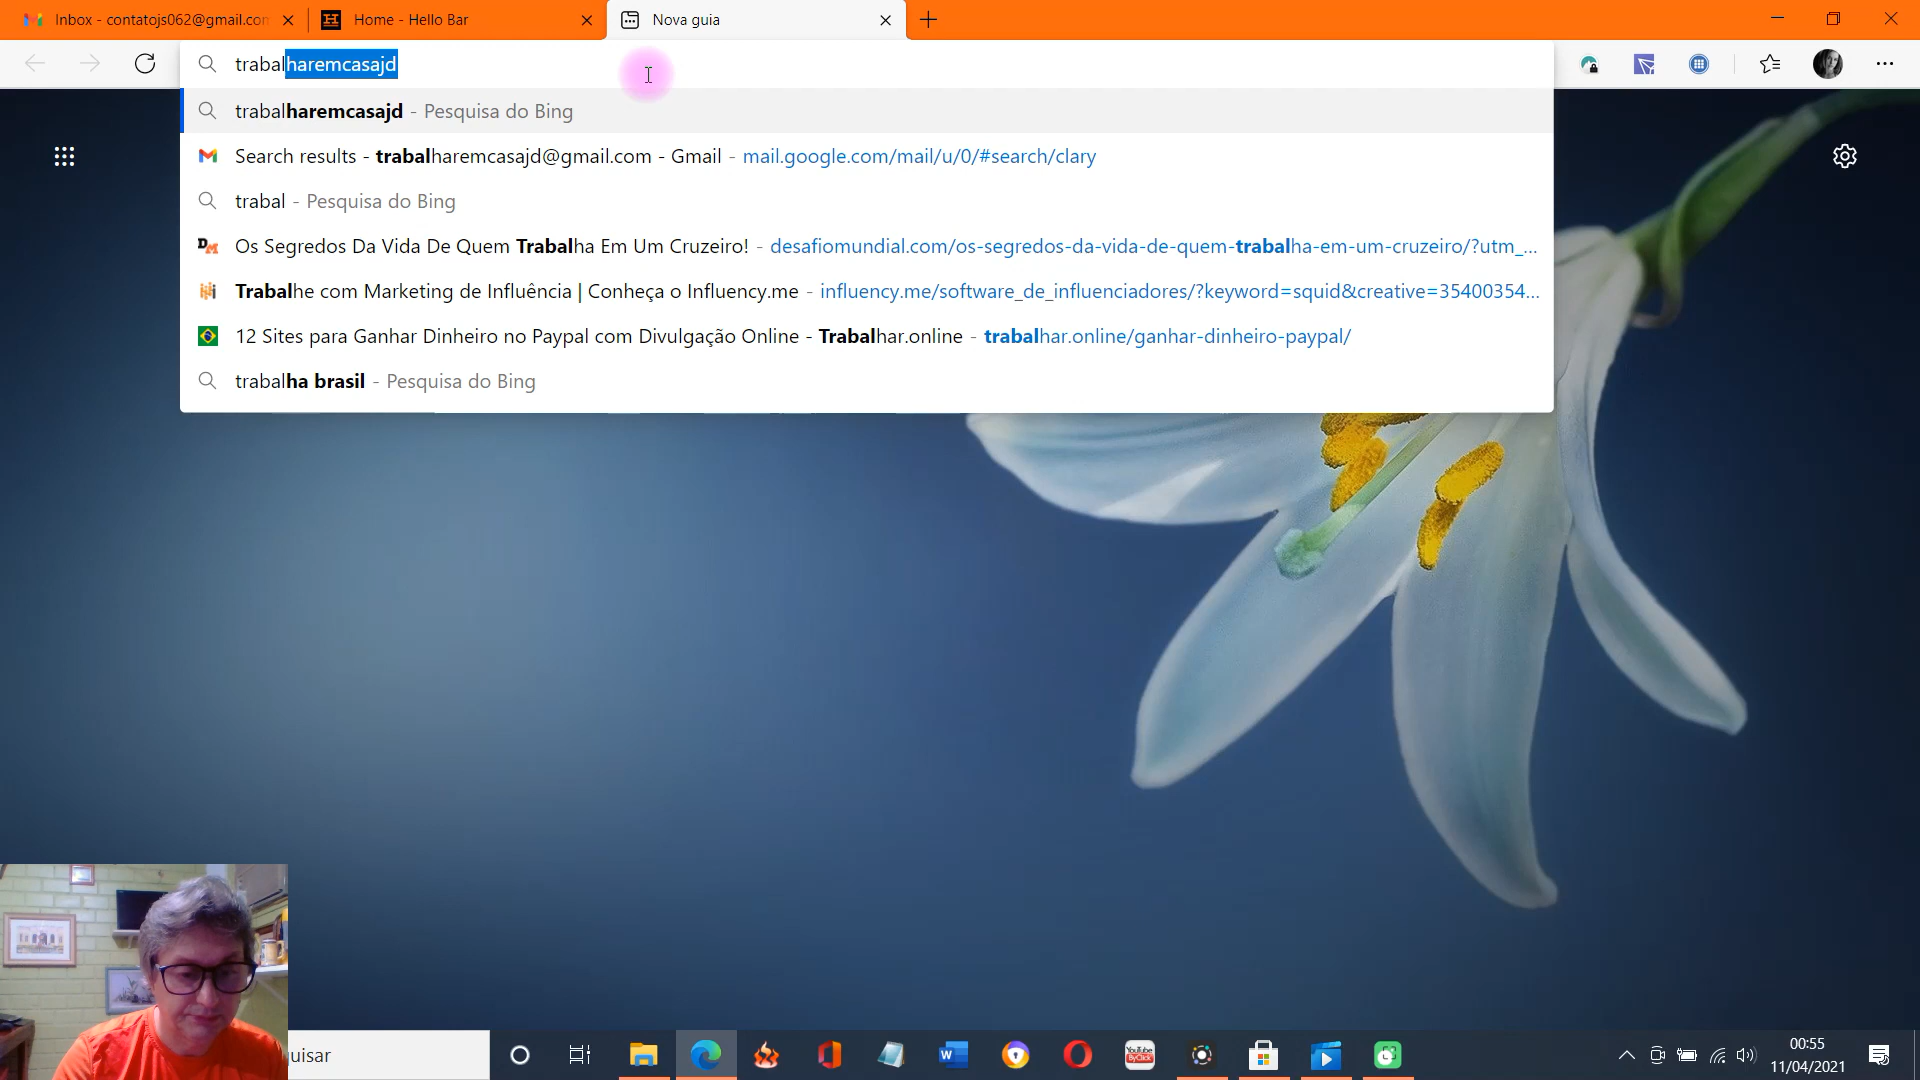 Inbox - contatojs062@gmail.com
Home - Hello Bar
Nova guia
trabalharemcasajd
trabalharemcasajd - Pesquisa do Bing
Search results - trabalharemcasajd@gmail.com - Gmail - mail.google.com/mail/u/0/#search/clary
trabal - Pesquisa do Bing
Os Segredos Da Vida De Quem Trabalha Em Um Cruzeiro! - desafiomundial.com/os-segredos-da-vida-de-quem-trabalha-em-um-cruzeiro/?utm_...
Trabalhe com Marketing de Influência | Conheça o Influency.me - influency.me/software_de_influenciadores/?keyword=squid&creative=35400354...
12 Sites para Ganhar Dinheiro no Paypal com Divulgação Online - Trabalhar.online - trabalhar.online/ganhar-dinheiro-paypal/
trabalha brasil - Pesquisa do Bing
uisar
YouTube
ByClick
00:55
11/04/2021